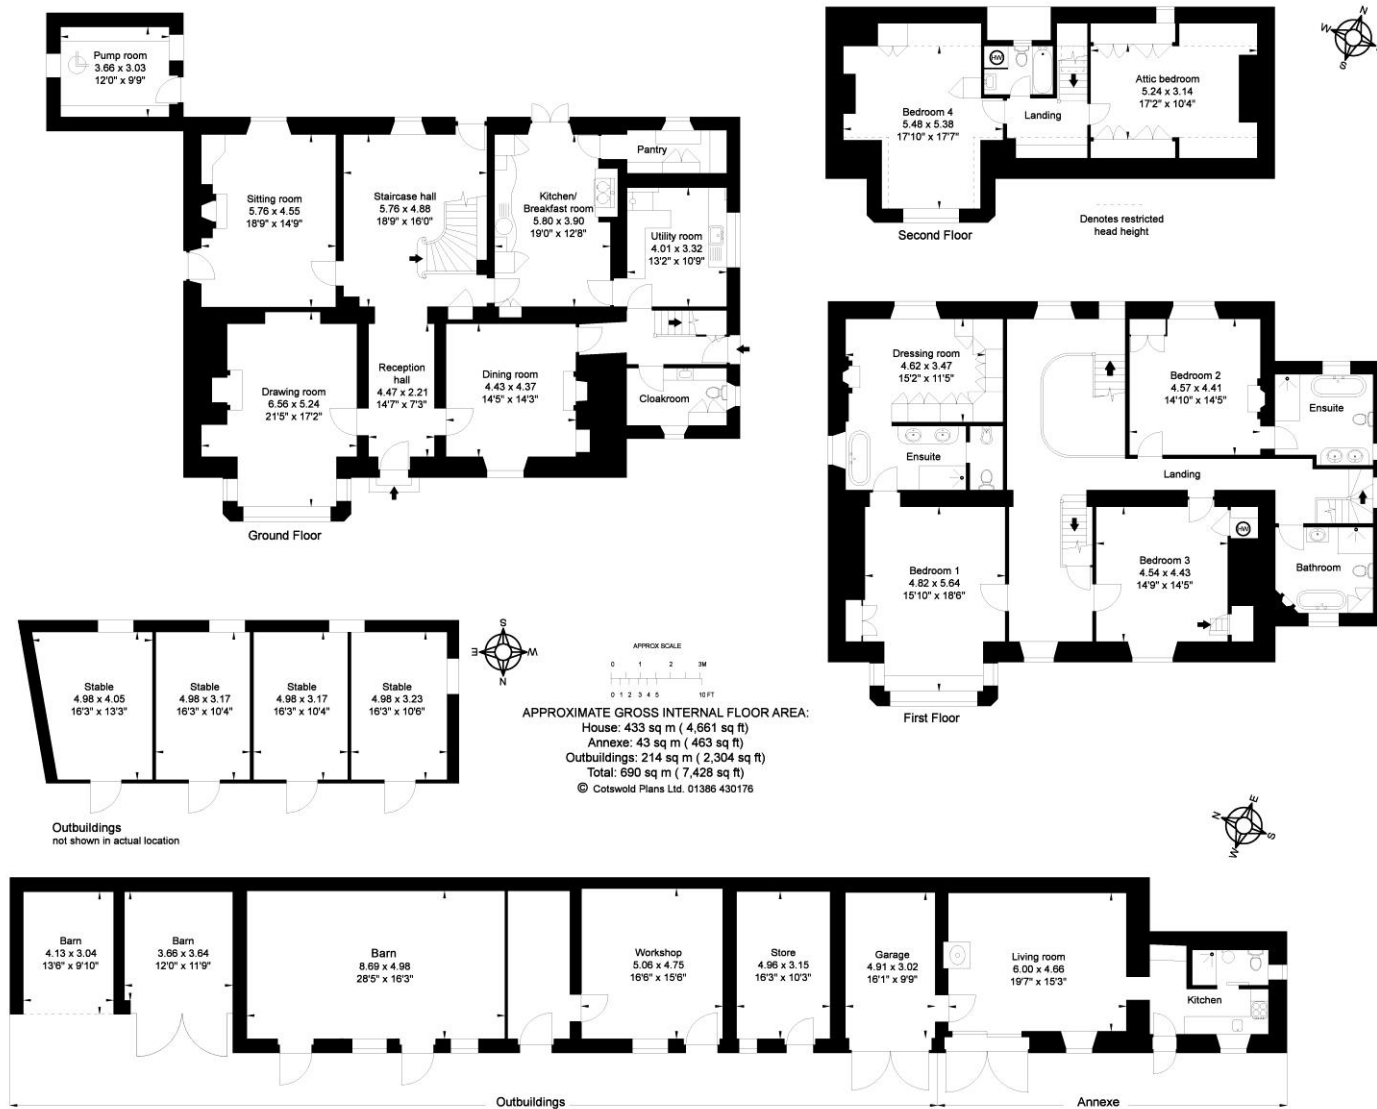 Pump room
3.66 x 3.03
12'0" x 9'9"
Sitting room
5.76 x 4.55
18'9" x 14'9"
Staircase hall
5.76 x 4.88
18'9" x 16'0"
Kitchen/
Breakfast room
5.80 x 3.90
19'0" x 12'8"
Pantry
Utility room
4.01 x 3.32
13'2" x 10'9"
Drawing room
6.56 x 5.24
21'5" x 17'2"
Reception
hall
4.47 x 2.21
14'7" x 7'3"
Dining room
4.43 x 4.37
14'5" x 14'3"
Cloakroom
Ground Floor
Bedroom 4
5.48 x 5.38
17'10" x 17'7"
HW
Landing
Attic bedroom
5.24 x 3.14
17'2" x 10'4"
Second Floor
Denotes restricted
head height
N
W
S
Dressing room
4.62 x 3.47
15'2" x 11'5"
Ensuite
Bedroom 2
4.57 x 4.41
14'10" x 14'5"
Ensuite
Landing
Bedroom 1
4.82 x 5.64
15'10" x 18'6"
Bedroom 3
4.54 x 4.43
14'9" x 14'5"
HW
Bathroom
First Floor
Stable
4.98 x 4.05
16'3" x 13'3"
Stable
4.98 x 3.17
16'3" x 10'4"
Stable
4.98 x 3.17
16'3" x 10'4"
Stable
4.98 x 3.23
16'3" x 10'6"
S
E W
N
Outbuildings
not shown in actual location
APPROX SCALE
0 1 2 3M
0 1 2 3 4 5 10 FT
APPROXIMATE GROSS INTERNAL FLOOR AREA:
House: 433 sq m ( 4,661 sq ft)
Annexe: 43 sq m ( 463 sq ft)
Outbuildings: 214 sq m ( 2,304 sq ft)
Total: 690 sq m ( 7,428 sq ft)
© Cotswold Plans Ltd. 01386 430176
E
N
S
W
Barn
4.13 x 3.04
13'6" x 9'10"
Barn
3.66 x 3.64
12'0" x 11'9"
Barn
8.69 x 4.98
28'5" x 16'3"
Workshop
5.06 x 4.75
16'6" x 15'6"
Store
4.96 x 3.15
16'3" x 10'3"
Garage
4.91 x 3.02
16'1" x 9'9"
Living room
6.00 x 4.66
19'7" x 15'3"
Kitchen
Outbuildings
Annexe